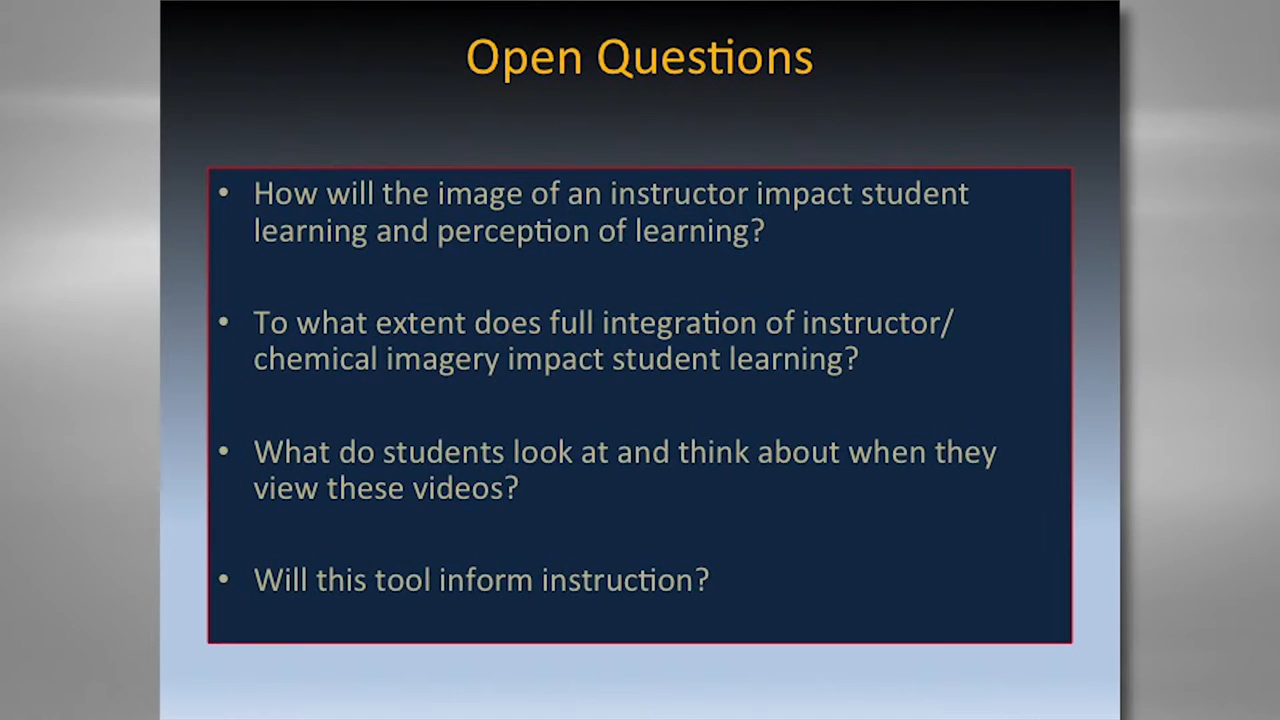 Open Questions
• How will the image of an instructor impact student
learning and perception of learning?
• To what extent does full integration of instructor/
chemical imagery impact student learning?
• What do students look at and think about when they
view these videos?
• Will this tool inform instruction?